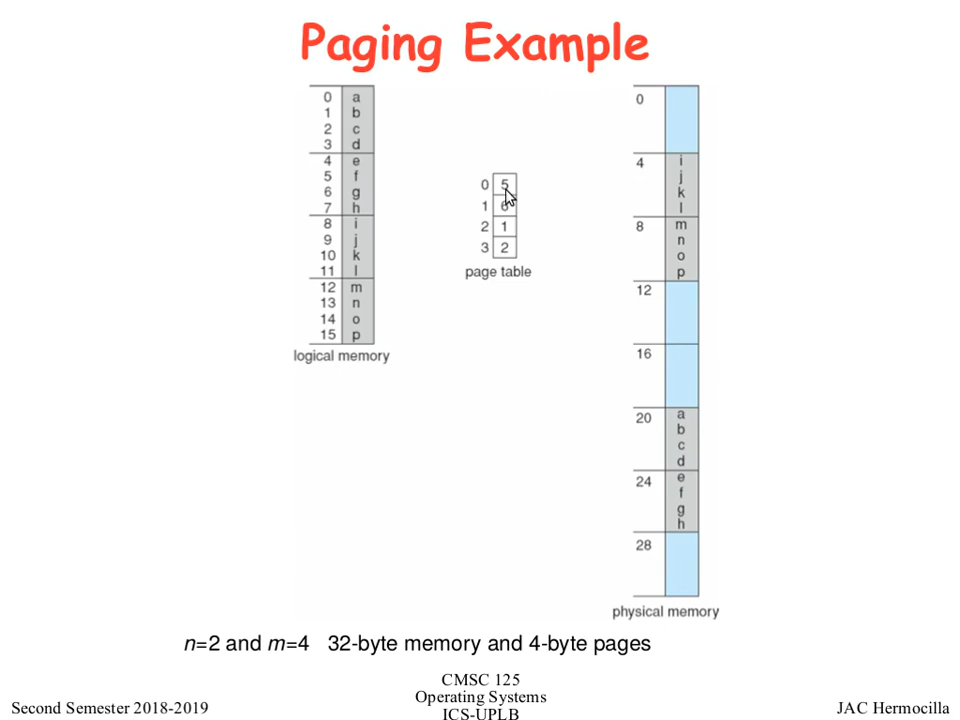 Paging Example
0 a
1 b
2 c
3 d
4 e
5 f
6 g
7 h
8 i
9 j
10 k
11 l
12 m
13 n
14 o
15 p
logical memory
0 5
1 6
2 1
3 2
page table
0
4 i
j
k
l
8 m
n
o
p
12
16
20 a
b
c
d
24 e
f
g
h
28
physical memory
n=2 and m=4 32-byte memory and 4-byte pages
Second Semester 2018-2019
CMSC 125
Operating Systems
ICS-UPLB
JAC Hermocilla